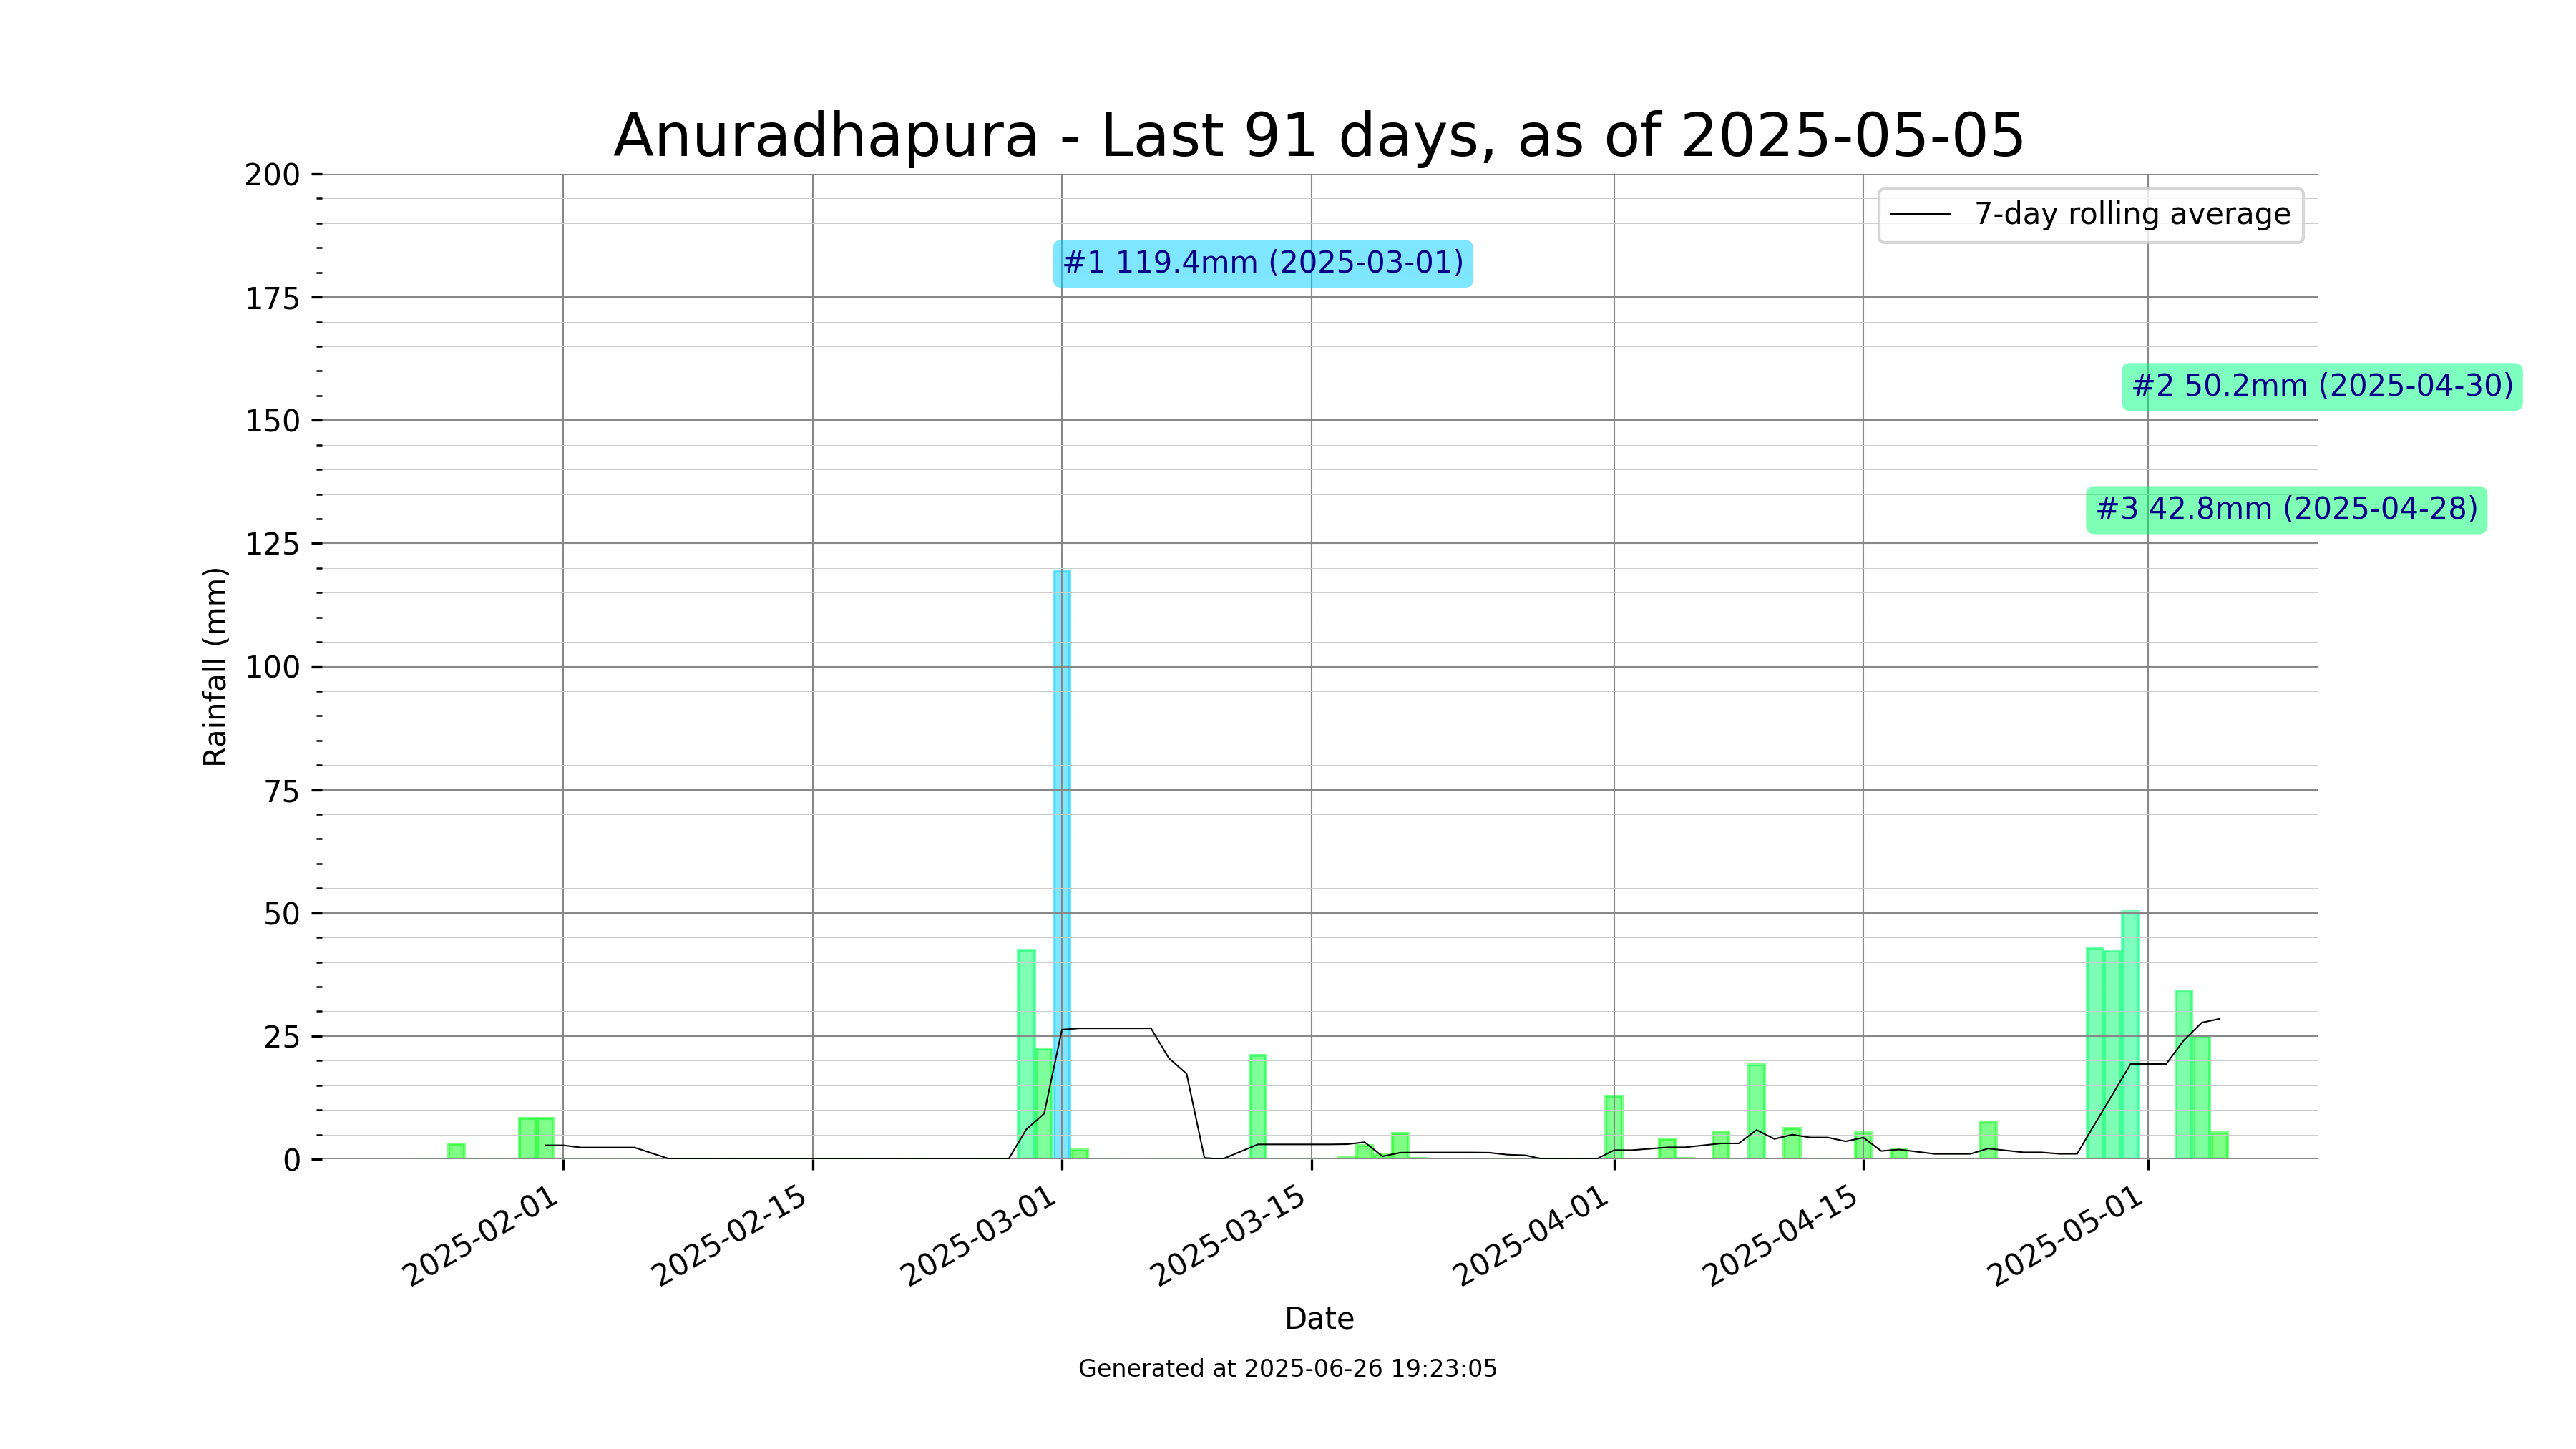 Anuradhapura - Last 91 days, as of 2025-05-05
7-day rolling average
#1 119.4mm (2025-03-01)
#2 50.2mm (2025-04-30)
#3 42.8mm (2025-04-28)
Rainfall (mm)
200
175
150
125
100
75
50
25
0
2025-02-01
2025-02-15
2025-03-01
2025-03-15
2025-04-01
2025-04-15
2025-05-01
Date
Generated at 2025-06-26 19:23:05